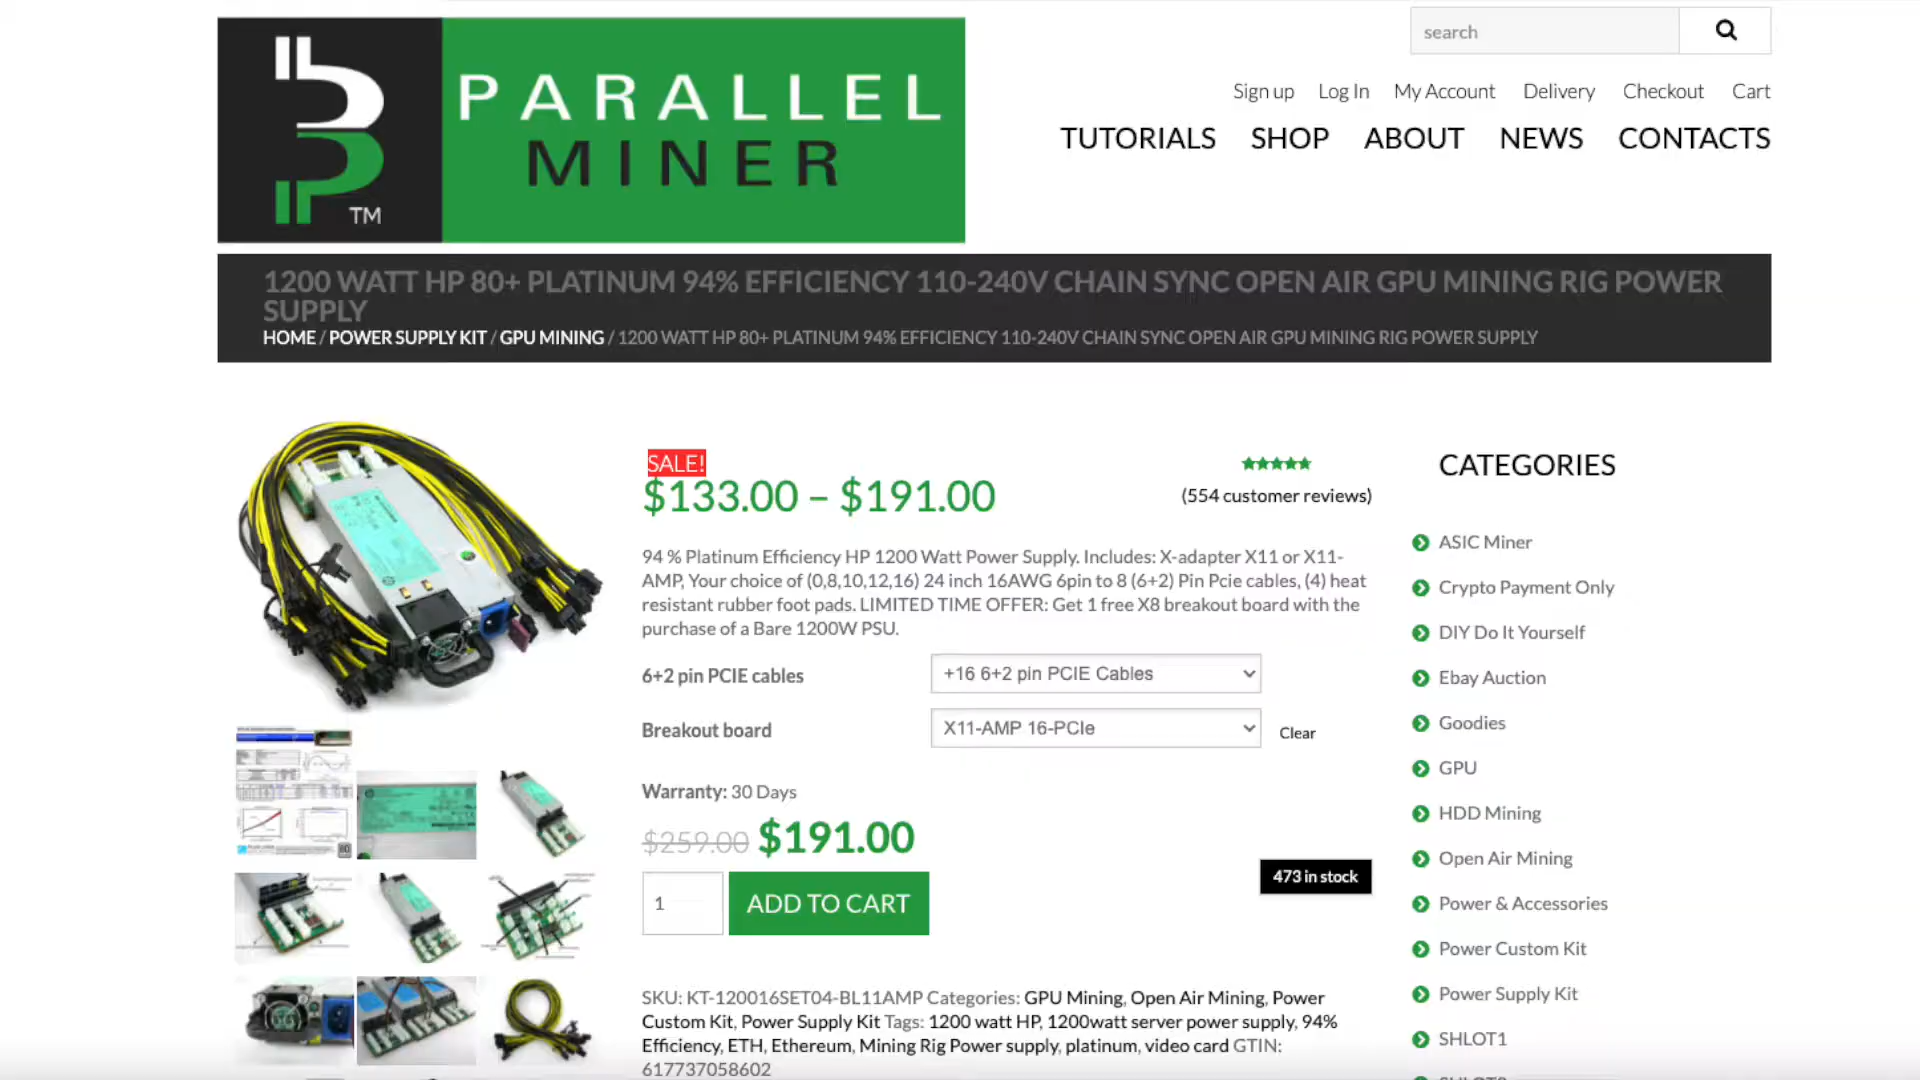 search
PARALLEL
MINER
TM
Sign up Log In My Account Delivery Checkout Cart
TUTORIALS SHOP ABOUT NEWS CONTACTS
1200 WATT HP 80+ PLATINUM 94% EFFICIENCY 110-240V CHAIN SYNC OPEN AIR GPU MINING RIG POWER
SUPPLY
HOME / POWER SUPPLY KIT / GPU MINING / 1200 WATT HP 80+ PLATINUM 94% EFFICIENCY 110-240V CHAIN SYNC OPEN AIR GPU MINING RIG POWER SUPPLY
SALE!
$133.00 – $191.00
(554 customer reviews)
94 % Platinum Efficiency HP 1200 Watt Power Supply. Includes: X-adapter X11 or X11-
AMP, Your choice of (0,8,10,12,16) 24 inch 16AWG 6pin to 8 (6+2) Pin Pcie cables, (4) heat
resistant rubber foot pads. LIMITED TIME OFFER: Get 1 free X8 breakout board with the
purchase of a Bare 1200W PSU.
6+2 pin PCIE cables
+16 6+2 pin PCIE Cables
Breakout board
X11-AMP 16-PCIe
Clear
Warranty: 30 Days
$259.00 $191.00
473 in stock
1
ADD TO CART
SKU: KT-120016SET04-BL11AMP Categories: GPU Mining, Open Air Mining, Power
Custom Kit, Power Supply Kit Tags: 1200 watt HP, 1200watt server power supply, 94%
Efficiency, ETH, Ethereum, Mining Rig Power supply, platinum, video card GTIN:
617737058602
CATEGORIES
ASIC Miner
Crypto Payment Only
DIY Do It Yourself
Ebay Auction
Goodies
GPU
HDD Mining
Open Air Mining
Power & Accessories
Power Custom Kit
Power Supply Kit
SHLOT1